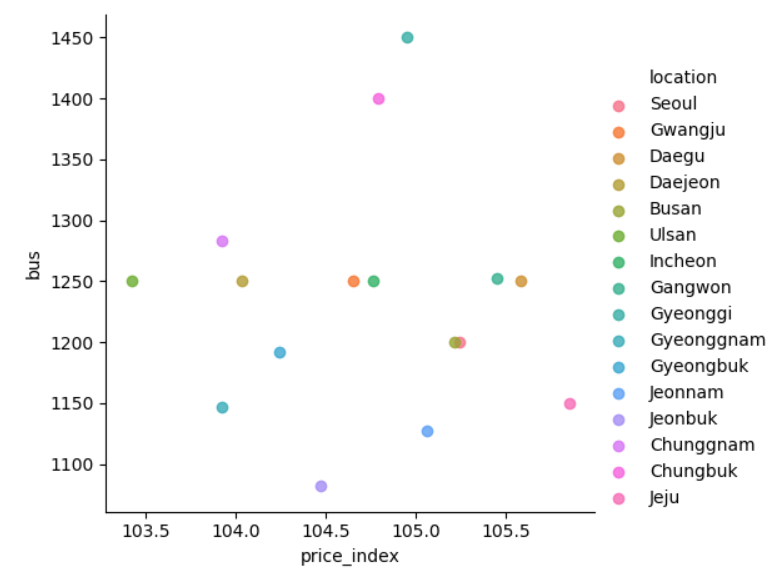 1450
1400
1350
1300
1250
1200
1150
1100
bus
103.5 104.0 104.5 105.0 105.5
price_index
location
Seoul
Gwangju
Daegu
Daejeon
Busan
Ulsan
Incheon
Gangwon
Gyeonggi
Gyeonggnam
Gyeongbuk
Jeonnam
Jeonbuk
Chunggnam
Chungbuk
Jeju